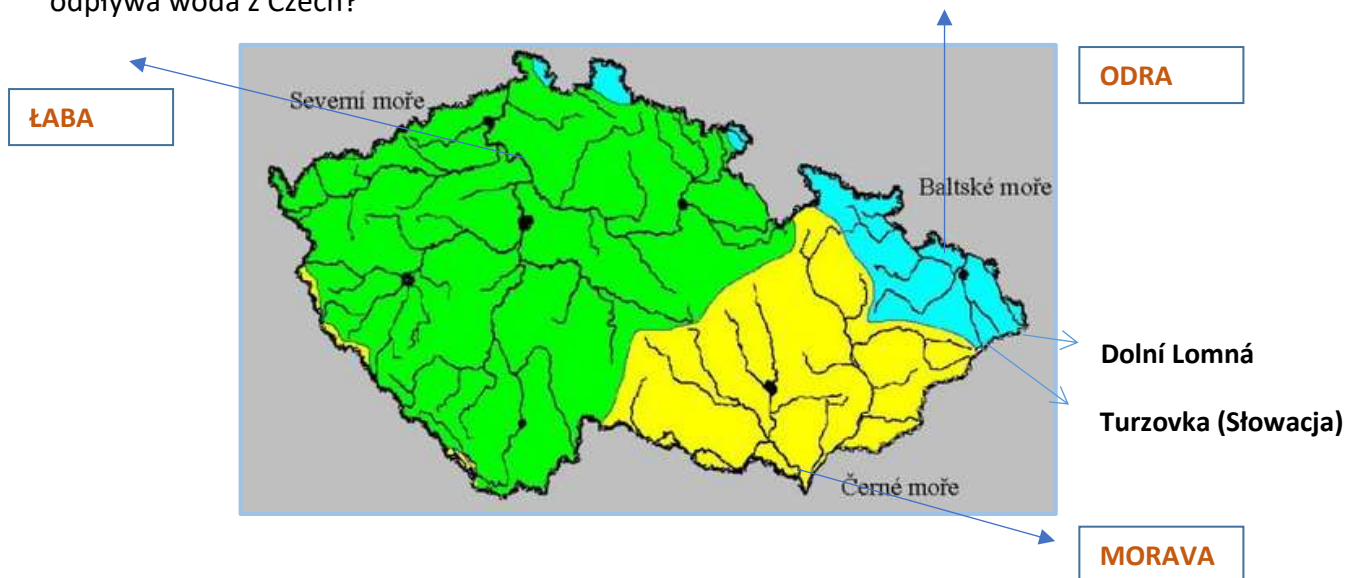 odpływa woda z Czech?
ODRA
ŁABA
Severní moře
Baltské moře
Dolní Lomná
Turzovka (Słowacja)
Černé moře
MORAVA